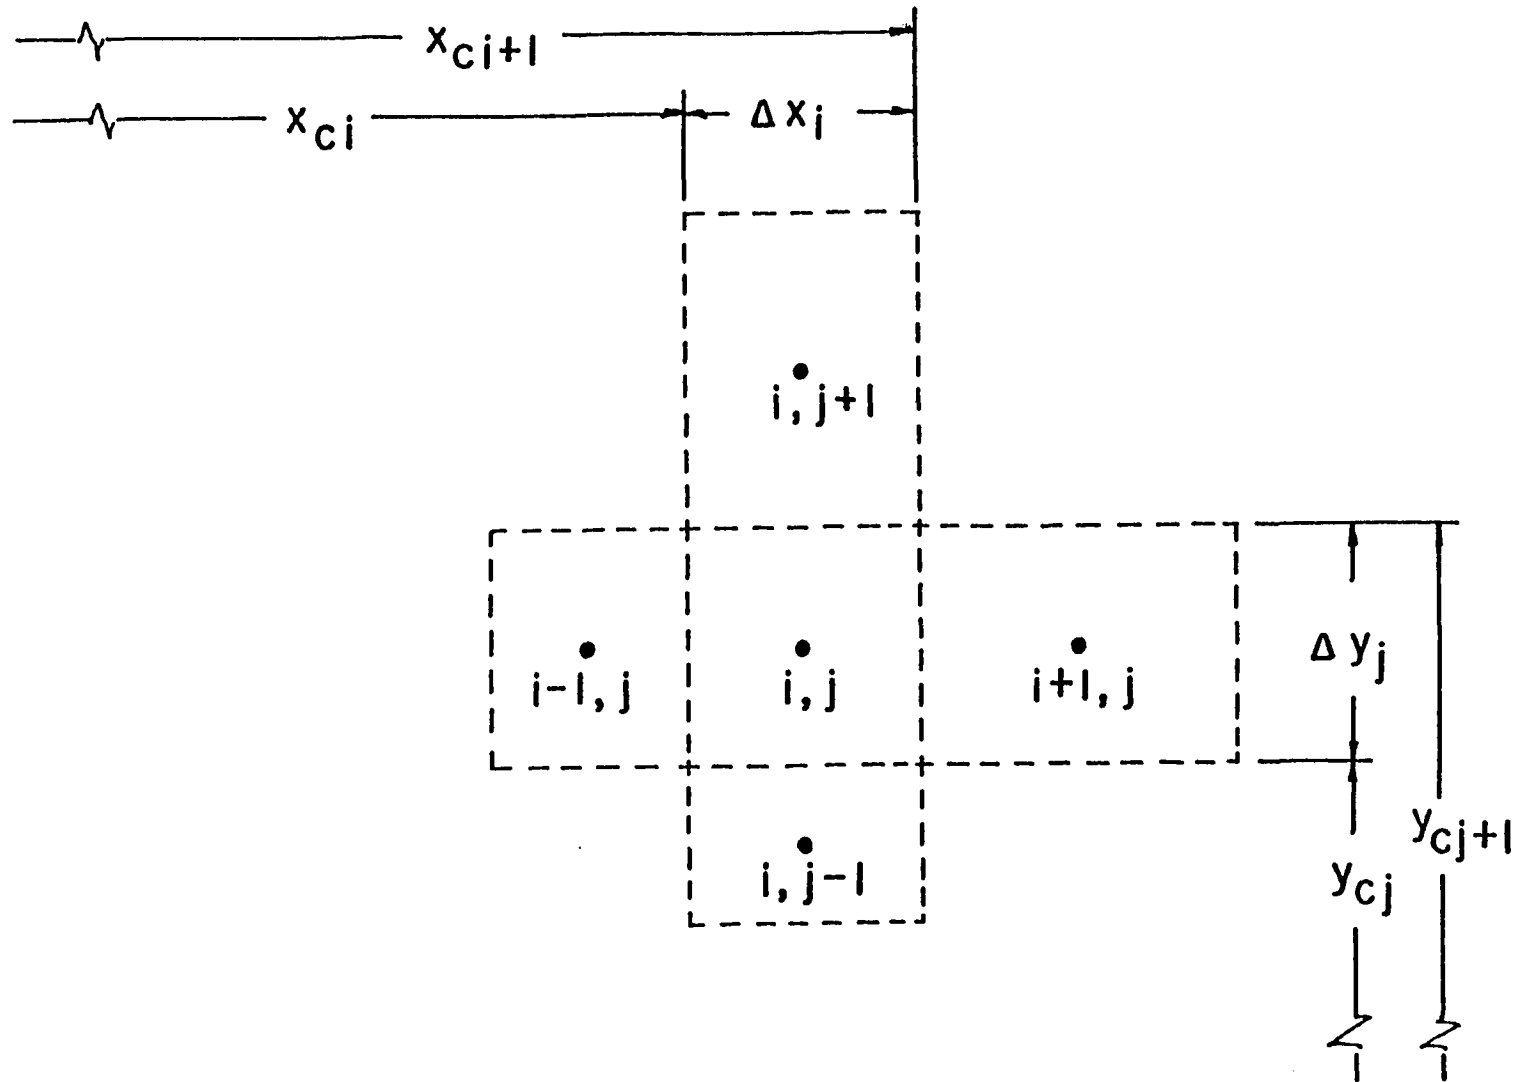 x_{ci+1}
x_{ci}
Δx_i
i, j+1
i-1, j
i, j
i+1, j
Δy_j
i, j-1
y_{cj}
y_{cj+1}